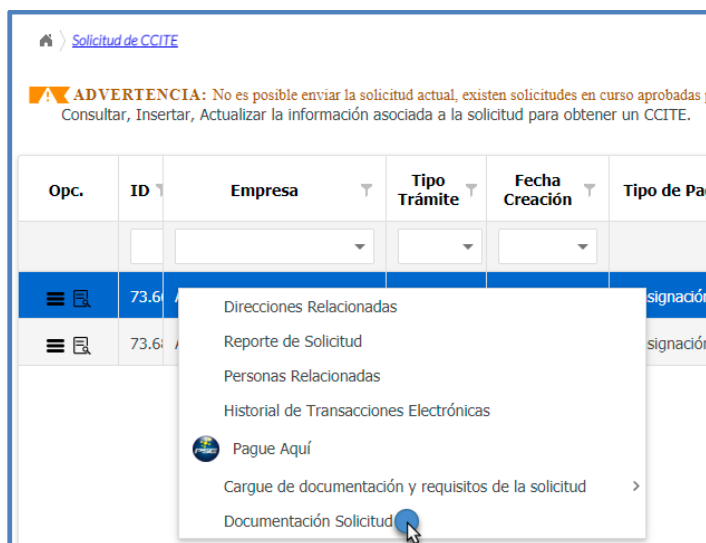 Solicitud de CCITE
ADVERTENCIA: No es posible enviar la solicitud actual, existen solicitudes en curso aprobadas
Consultar, Insertar, Actualizar la información asociada a la solicitud para obtener un CCITE.
Opc. ID Empresa Tipo Trámite Fecha Creación Tipo de
73.6
Direcciones Relacionadas
73.6
Reporte de Solicitud
Personas Relacionadas
Historial de Transacciones Electrónicas
PSE Pague Aquí
Cargue de documentación y requisitos de la solicitud
Documentación Solicitud